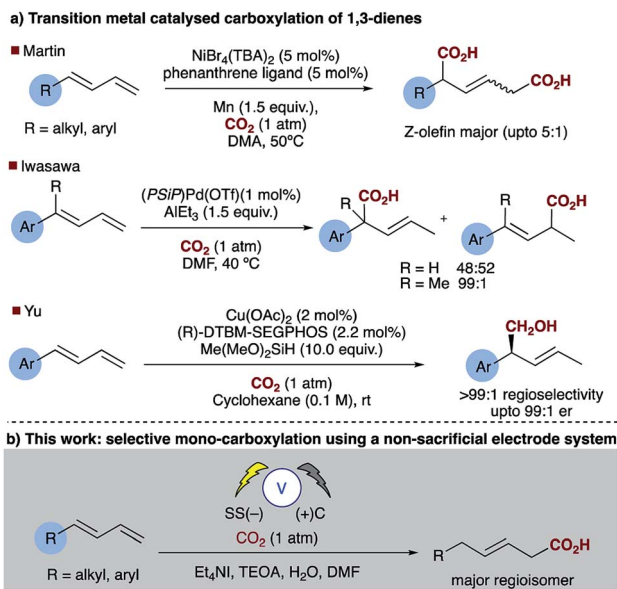 a) Transition metal catalysed carboxylation of 1,3-dienes
Martin
NiBr4(TBA)2 (5 mol%)
phenanthrene ligand (5 mol%)
Mn (1.5 equiv.),
CO2 (1 atm)
DMA, 50ºC
R
R = alkyl, aryl
CO2H
R
CO2H
Z-olefin major (upto 5:1)
Iwasawa
R
Ar
(PSiP)Pd(OTf)(1 mol%)
AlEt3 (1.5 equiv.)
CO2 (1 atm)
DMF, 40 ºC
R CO2H
Ar
+
R CO2H
Ar
R = H 48:52
R = Me 99:1
Yu
Ar
Cu(OAc)2 (2 mol%)
(R)-DTBM-SEGPHOS (2.2 mol%)
Me(MeO)2SiH (10.0 equiv.)
CO2 (1 atm)
Cyclohexane (0.1 M), rt
CH2OH
Ar
>99:1 regioselectivity
upto 99:1 er
b) This work: selective mono-carboxylation using a non-sacrificial electrode system
V
SS(−) (+)C
CO2 (1 atm)
Et4NI, TEOA, H2O, DMF
R
R = alkyl, aryl
R CO2H
major regioisomer